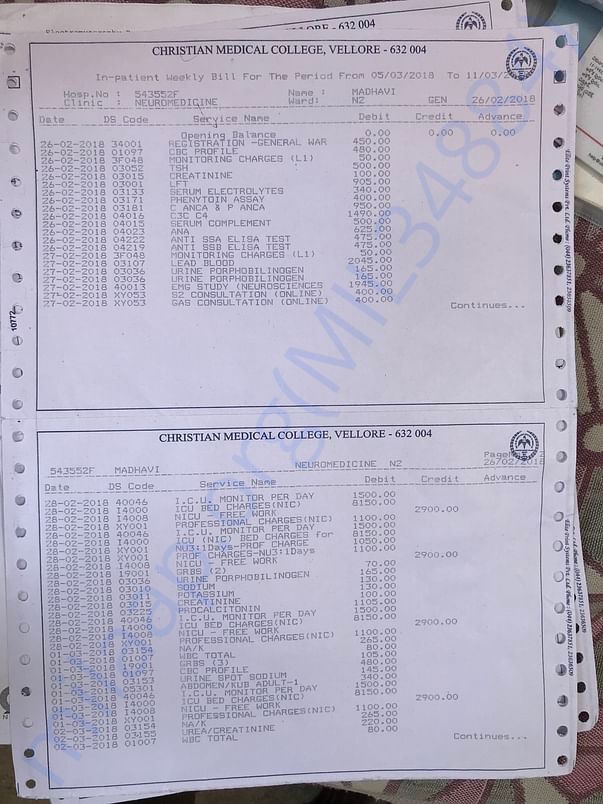 CHRISTIAN MEDICAL COLLEGE, VELLORE - 632 004
In-patient Weekly Bill For The Period From 05/03/2018 To 11/03/2
Hosp.No : 543552F Name : MADHAVI
Clinic : NEUROMEDICINE Ward: N2 GEN 26/02/2018
Date DS Code Service Name Debit Credit Advance
Opening Balance 0.00 0.00 0.00
26-02-2018 34001 REGISTRATION -GENERAL WAR 450.00
26-02-2018 01097 CBC PROFILE 480.00
26-02-2018 3F048 MONITORING CHARGES (L1) 50.00
26-02-2018 03052 TSH 500.00
26-02-2018 03015 CREATININE 100.00
26-02-2018 03001 LFT 905.00
26-02-2018 03133 SERUM ELECTROLYTES 340.00
26-02-2018 03171 PHENYTOIN ASSAY 400.00
26-02-2018 03181 C ANCA & P ANCA 950.00
26-02-2018 04016 C3C C4 1490.00
26-02-2018 04015 SERUM COMPLEMENT 500.00
26-02-2018 04023 ANA 625.00
26-02-2018 04222 ANTI SSA ELISA TEST 475.00
26-02-2018 04219 ANTI SSB ELISA TEST 475.00
27-02-2018 3F048 MONITORING CHARGES (L1) 50.00
27-02-2018 03107 LEAD BLOOD 2045.00
27-02-2018 03036 URINE PORPHOBILINOGEN 165.00
27-02-2018 03036 URINE PORPHOBILINOGEN 165.00
27-02-2018 40013 EMG STUDY (NEUROSCIENCES 1945.00
27-02-2018 XY053 S2 CONSULTATION (ONLINE) 400.00
27-02-2018 XY053 GAS CONSULTATION (ONLINE) 400.00
Continues...
10772
CHRISTIAN MEDICAL COLLEGE, VELLORE - 632 004
543552F MADHAVI NEUROMEDICINE N2 26/02/2018
Date DS Code Service Name Debit Credit Advance
28-02-2018 40046 I.C.U. MONITOR PER DAY 1500.00
28-02-2018 I4000 ICU BED CHARGES(NIC) 8150.00
28-02-2018 I4008 NICU - FREE WORK 2900.00
28-02-2018 XY001 PROFESSIONAL CHARGES(NIC) 1100.00
28-02-2018 40046 I.C.U. MONITOR PER DAY 1500.00
28-02-2018 I4000 ICU (NIC) BED CHARGES for 8150.00
28-02-2018 XY001 NU3:1Days-PROF CHARGE 1050.00
28-02-2018 XY001 PROF CHARGES-NU3:1Days 1100.00
28-02-2018 I4008 NICU - FREE WORK 2900.00
28-02-2018 19001 GRBS (2) 70.00
28-02-2018 03036 URINE PORPHOBILINOGEN 165.00
28-02-2018 03010 SODIUM 130.00
28-02-2018 POTASSIUM 130.00
28-02-2018 03015 CREATININE 100.00
28-02-2018 03225 PROCALCITONIN 1105.00
28-02-2018 40046 I.C.U. MONITOR PER DAY 1500.00
28-02-2018 I4000 ICU BED CHARGES(NIC) 8150.00
28-02-2018 I4008 NICU - FREE WORK 2900.00
28-02-2018 XY001 PROFESSIONAL CHARGES(NIC) 1100.00
01-03-2018 03154 NA/K 265.00
01-03-2018 01007 WBC TOTAL 80.00
01-03-2018 19001 GRBS (3) 105.00
01-03-2018 01097 CBC PROFILE 480.00
01-03-2018 03153 URINE SPOT SODIUM 145.00
01-03-2018 05301 ABDOMEN/KUB ADULT-1 340.00
01-03-2018 40046 I.C.U. MONITOR PER DAY 1500.00
01-03-2018 I4000 ICU BED CHARGES(NIC) 8150.00
01-03-2018 I4008 NICU - FREE WORK 2900.00
01-03-2018 XY001 PROFESSIONAL CHARGES(NIC) 1100.00
02-03-2018 03154 NA/K 265.00
02-03-2018 03155 UREA/CREATININE 220.00
02-03-2018 01007 WBC TOTAL 80.00
Continues...